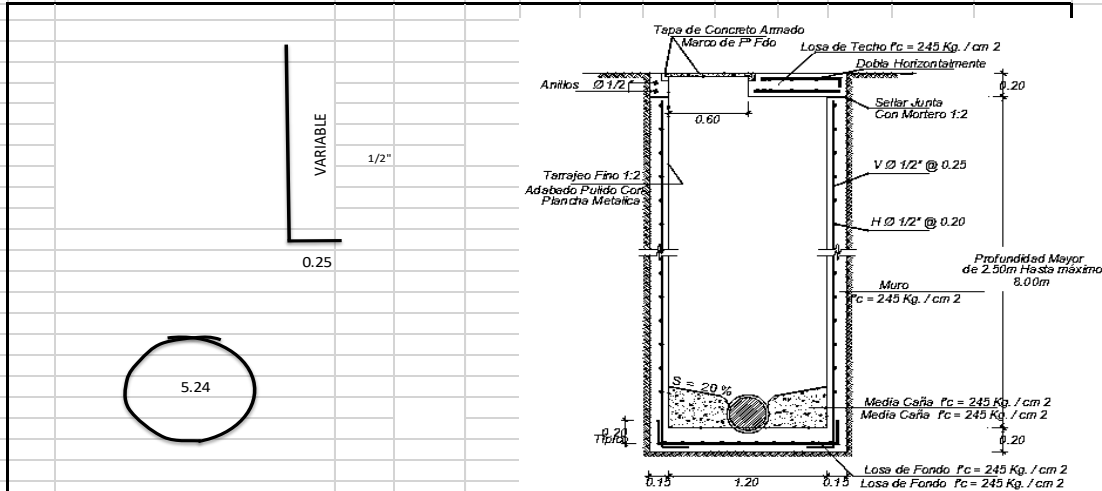 VARIABLE
1/2"
0.25
5.24
Tapa de Concreto Armado
Marco de Fº Fdo
Losa de Techo f'c = 245 Kg. / cm 2
Dobla Horizontalmente
Anillos Ø 1/2"
0.20
0.60
Sellar Junta
Con Mortero 1:2
Tarrajeo Fino 1:2
Adabado Pulido Con
Plancha Metalica
V Ø 1/2" @ 0.25
H Ø 1/2" @ 0.20
Profundidad Mayor
de 2.50m Hasta máximo
8.00m
Muro
f'c = 245 Kg. / cm 2
S = 20 %
Media Caña f'c = 245 Kg. / cm 2
Media Caña f'c = 245 Kg. / cm 2
0.20
Típico
0.20
Losa de Fondo f'c = 245 Kg. / cm 2
Losa de Fondo f'c = 245 Kg. / cm 2
0.15
1.20
0.15